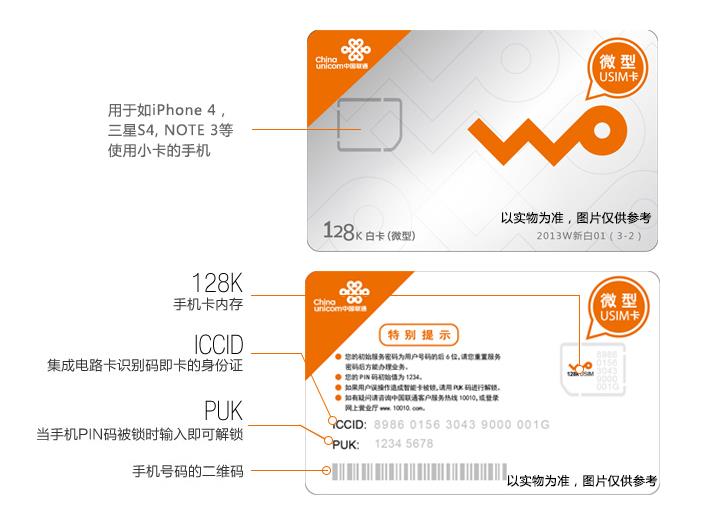 China
unicom中国联通
微型
USIM卡
用于如iPhone 4，
三星S4, NOTE 3等
使用小卡的手机
128K 白卡(微型)
以实物为准，图片仅供参考
2013W新白01（3-2）
128K
手机卡内存
China
unicom中国联通
微型
USIM卡
特别提示
您的初始服务密码为用户号码的后6位，请您重置服务
密码后方能办理业务。
您的PIN码初始值为1234。
如果用户误操作造成智能卡被锁，请用PUK码进行解锁。
如有疑问请咨询中国联通客户服务热线10010，或登录
网上营业厅 www.10010.com。
128k USIM
8986
0156
3043
9000
001G
ICCID
集成电路卡识别码即卡的身份证
ICCID: 8986 0156 3043 9000 001G
PUK
当手机PIN码被锁时输入即可解锁
PUK: 1234 5678
手机号码的二维码
以实物为准，图片仅供参考